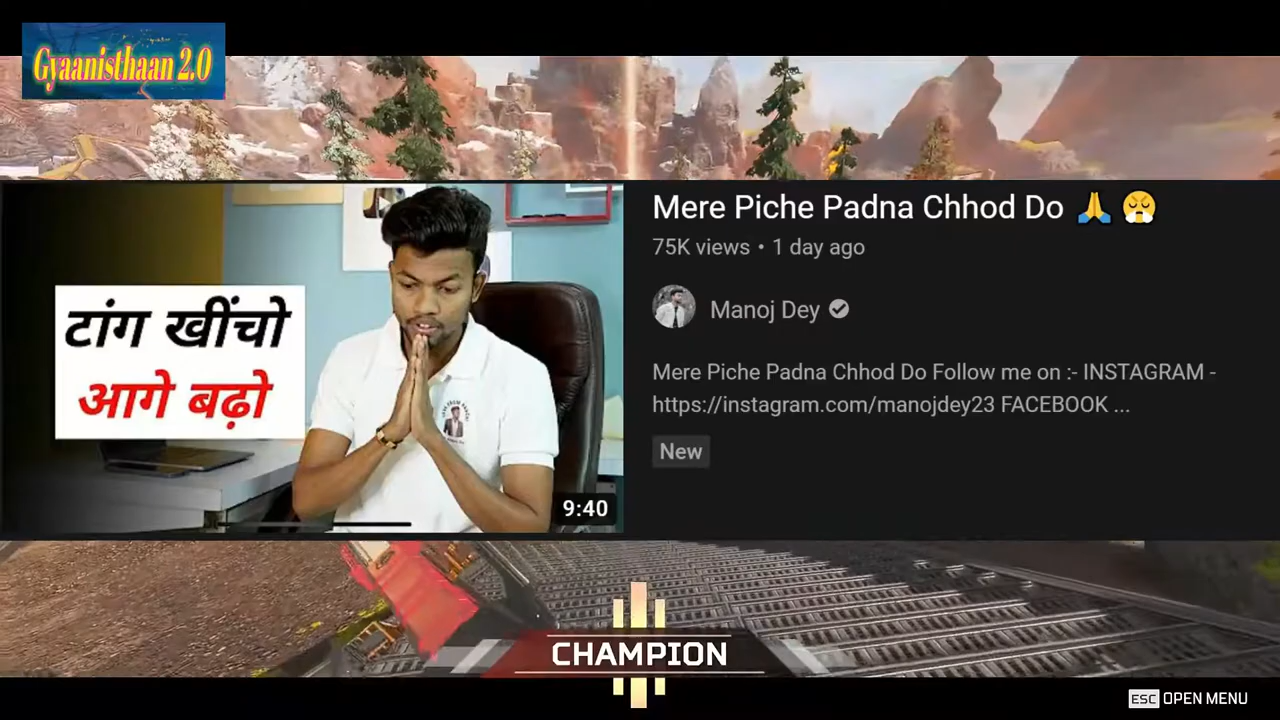 Gyaanisthaan 2.0
टांग खींचो
आगे बढ़ो
9:40
Mere Piche Padna Chhod Do 🙏 😤
75K views • 1 day ago
Manoj Dey
Mere Piche Padna Chhod Do Follow me on :- INSTAGRAM -
https://instagram.com/manojdey23 FACEBOOK ...
New
CHAMPION
ESC OPEN MENU